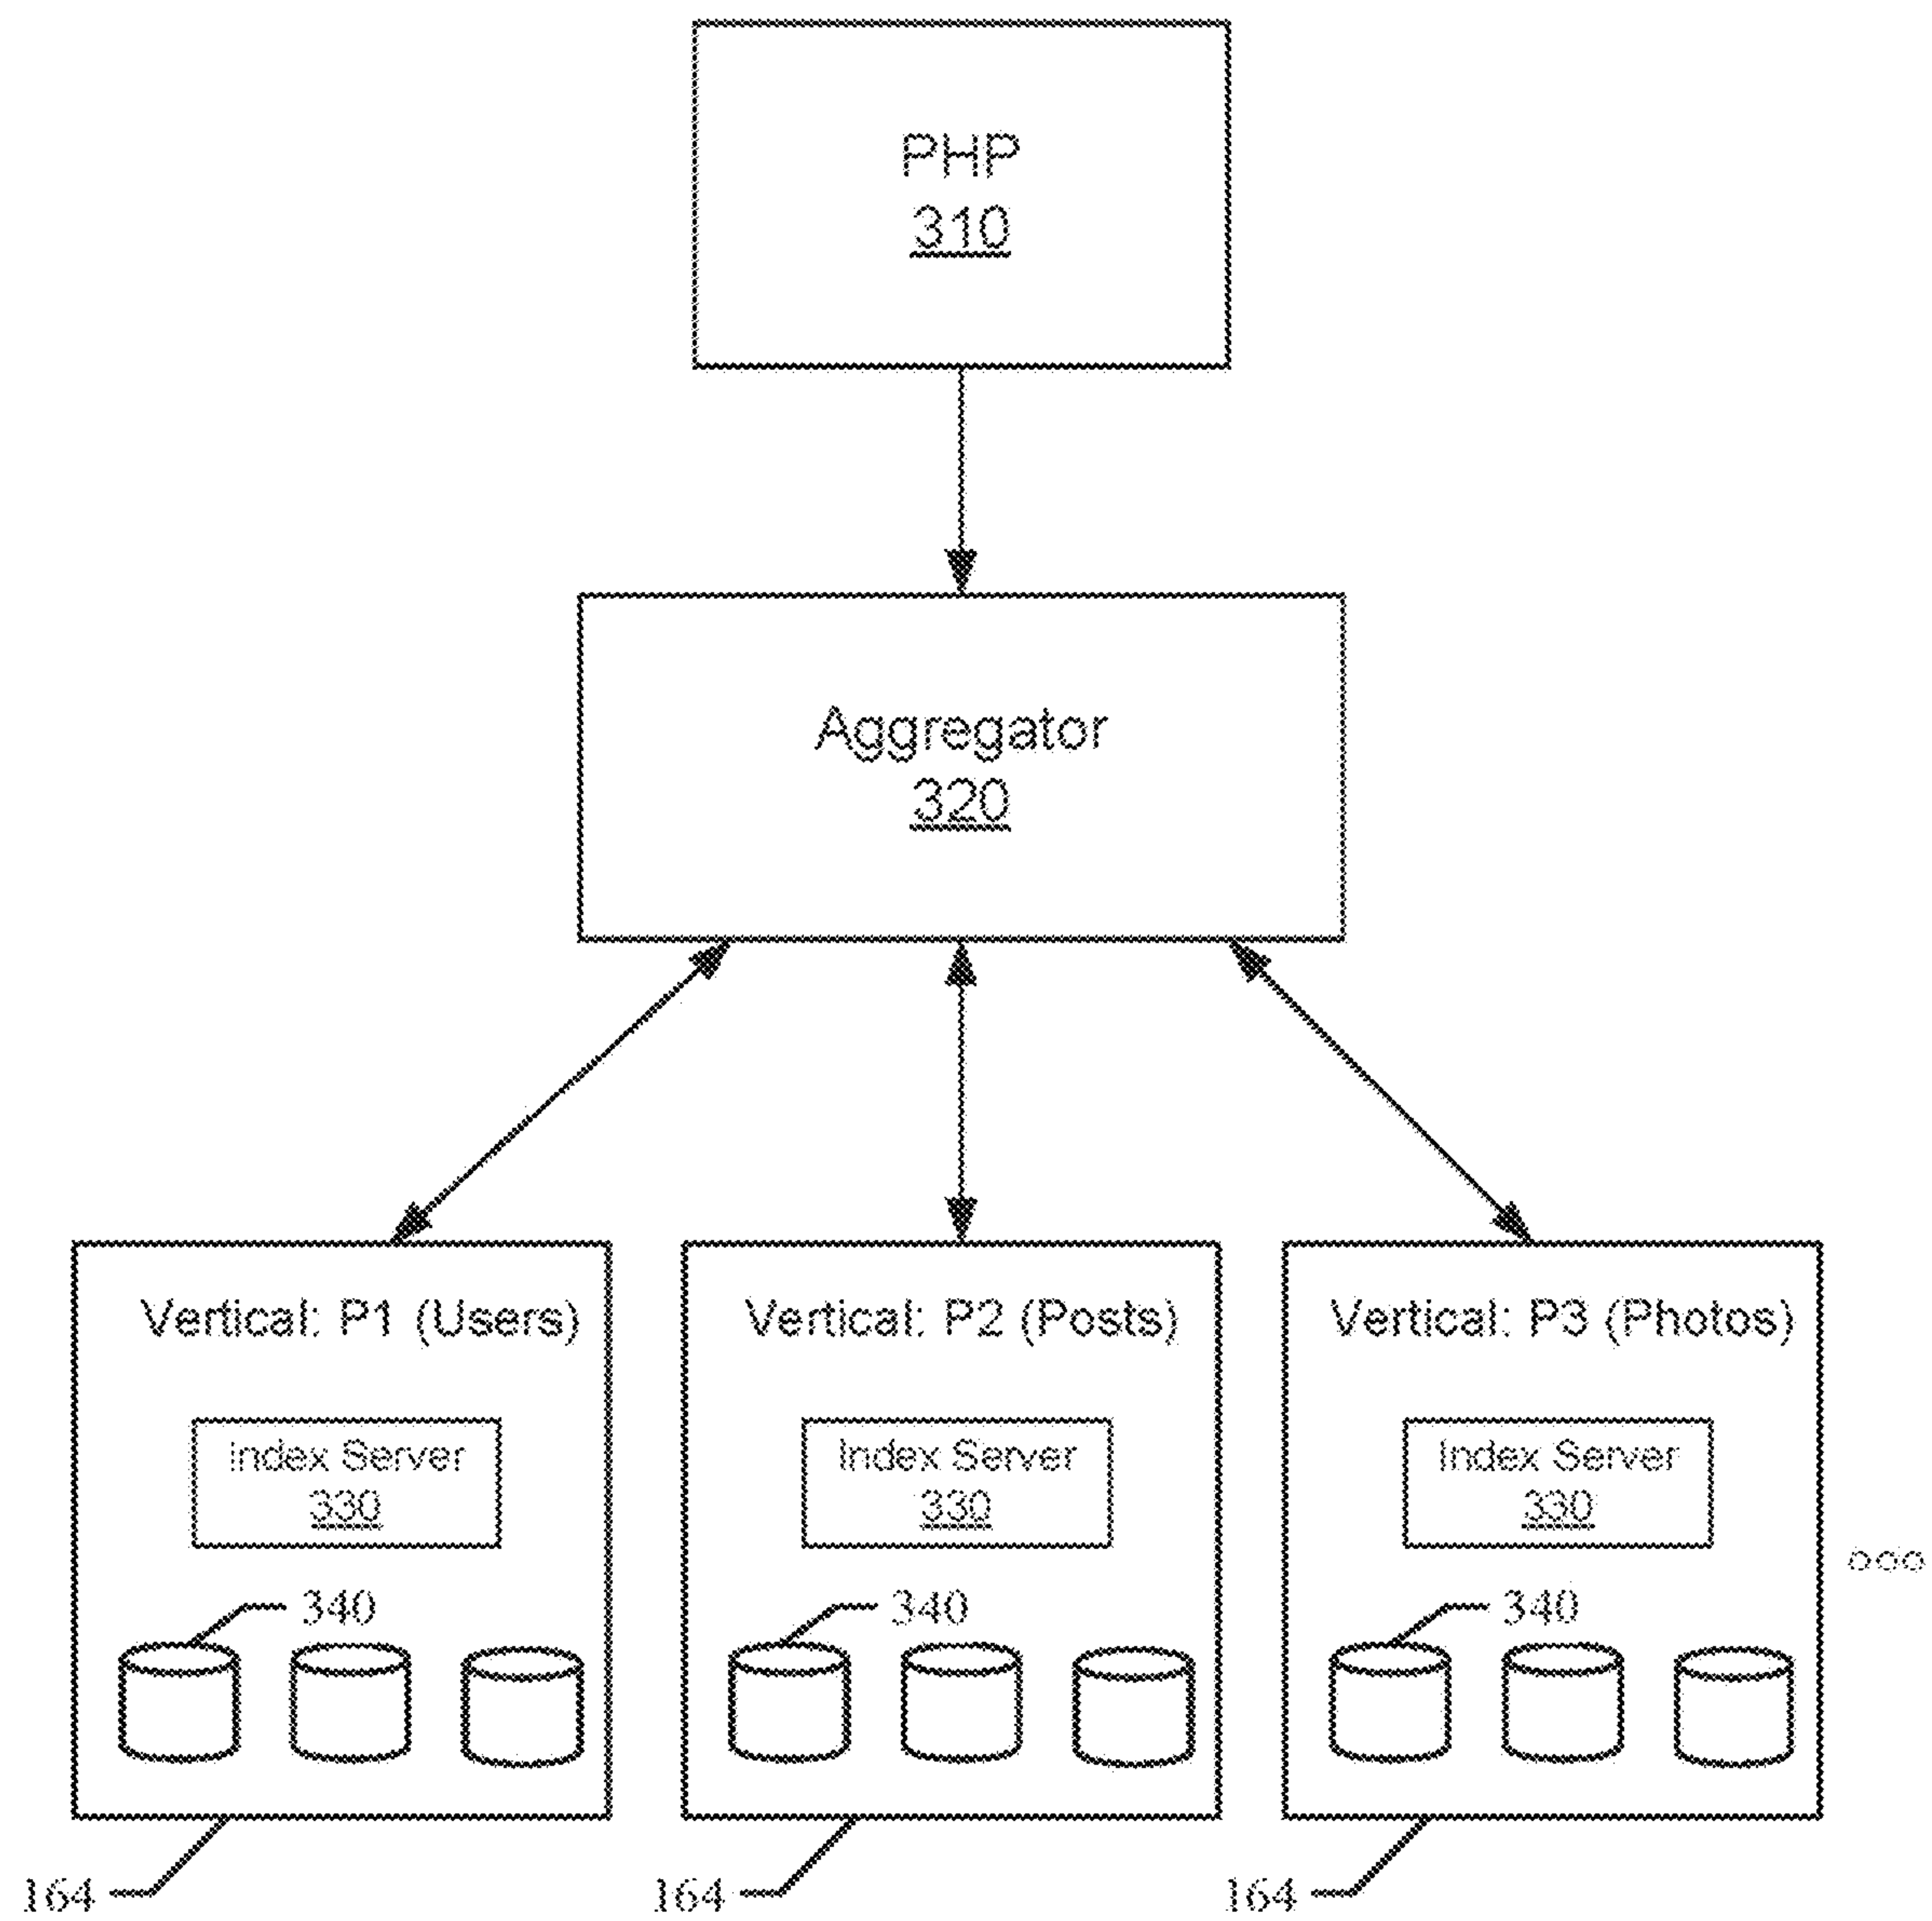 PHP
310
Aggregator
320
Vertical: P1 (Users)
Index Server
330
340
164
Vertical: P2 (Posts)
Index Server
330
340
164
Vertical: P3 (Photos)
Index Server
330
340
164